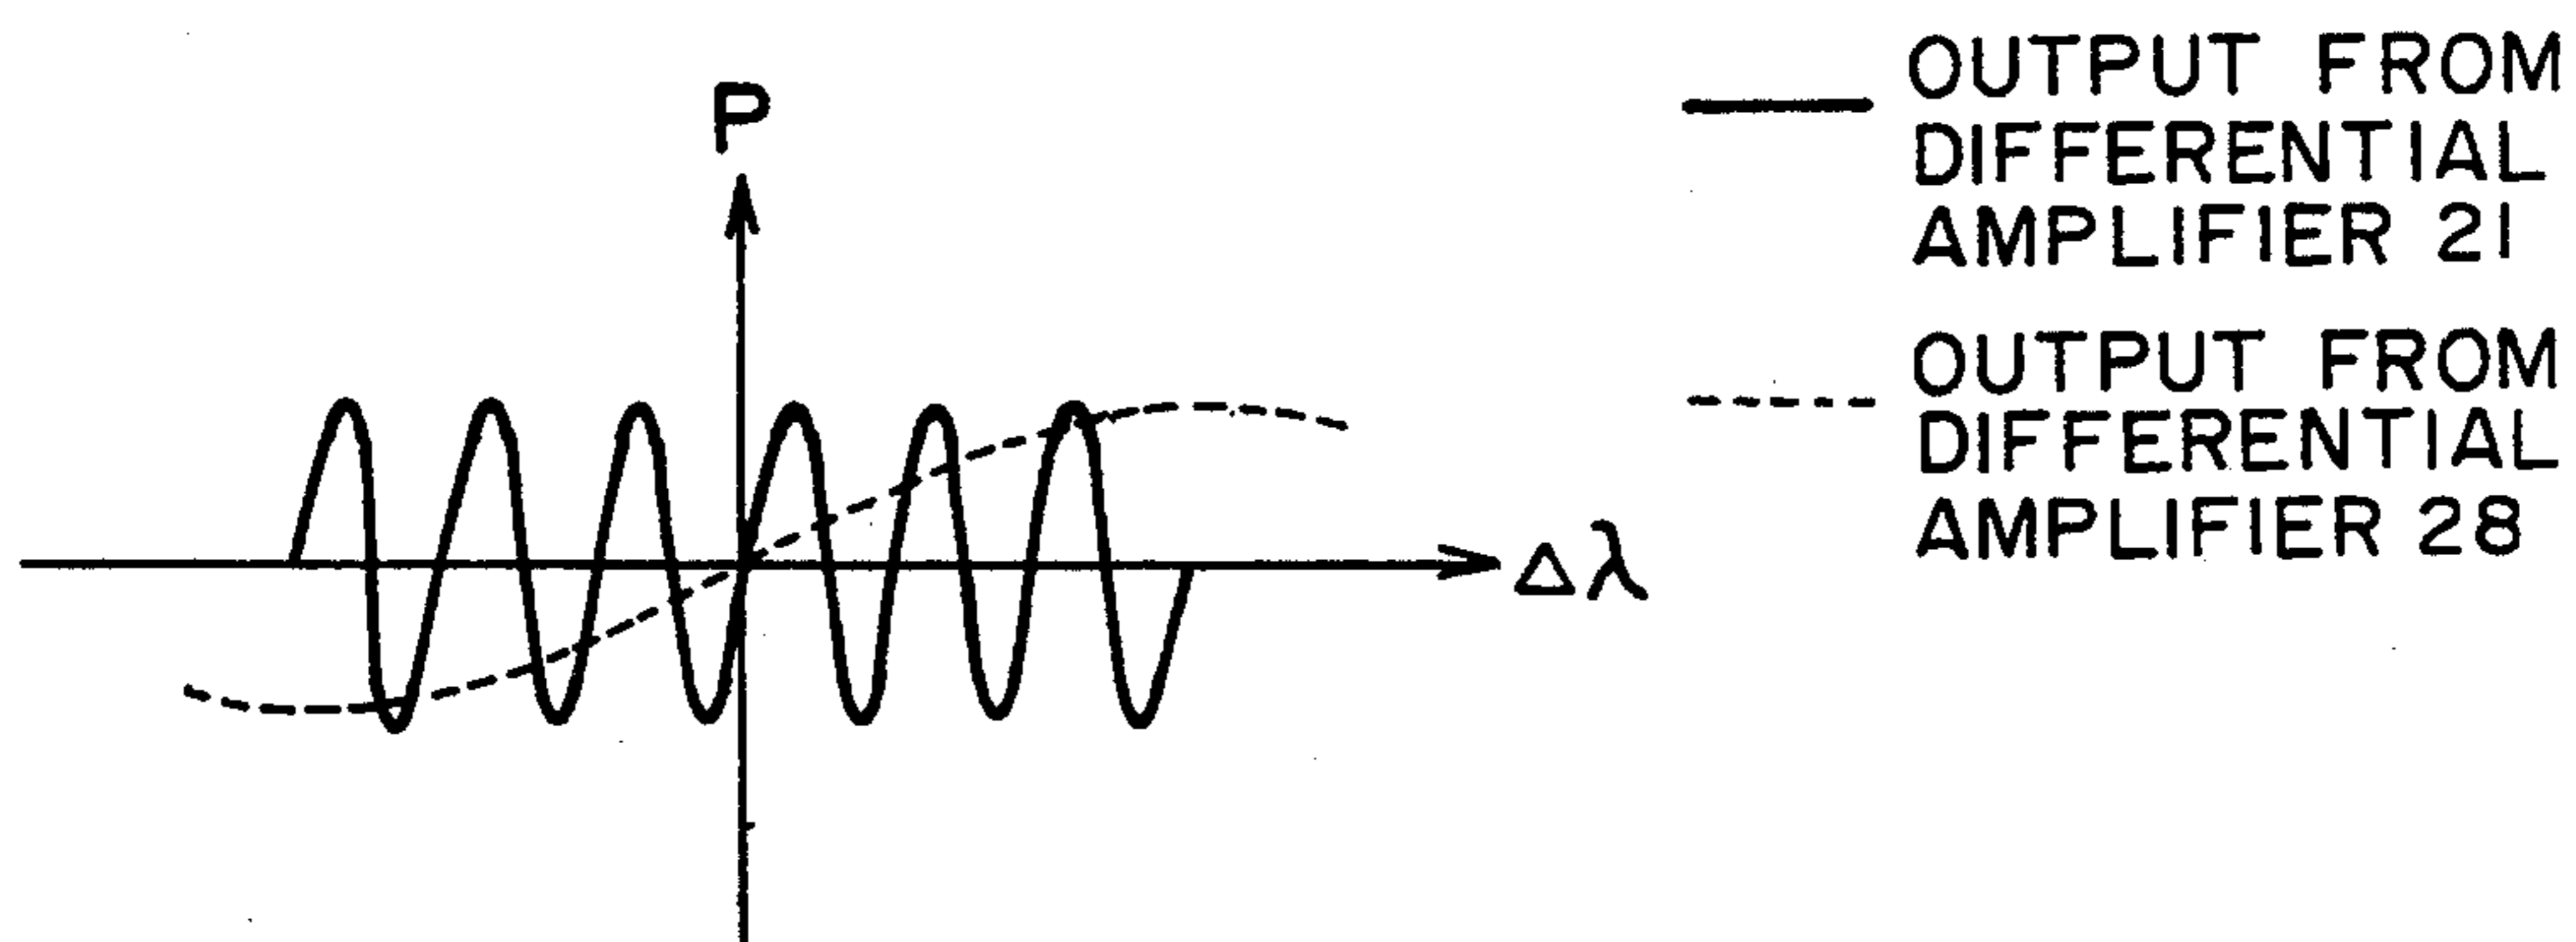 P
Δλ
OUTPUT FROM
DIFFERENTIAL
AMPLIFIER 21
OUTPUT FROM
DIFFERENTIAL
AMPLIFIER 28